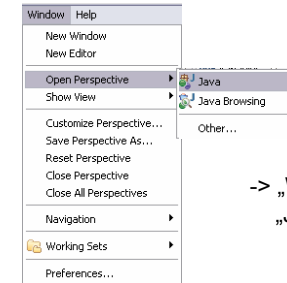 Window Help
New Window
New Editor
Open Perspective
Show View
Customize Perspective...
Save Perspective As...
Reset Perspective
Close Perspective
Close All Perspectives
Navigation
Working Sets
Preferences...
Java
Java Browsing
Other...
-> „
„